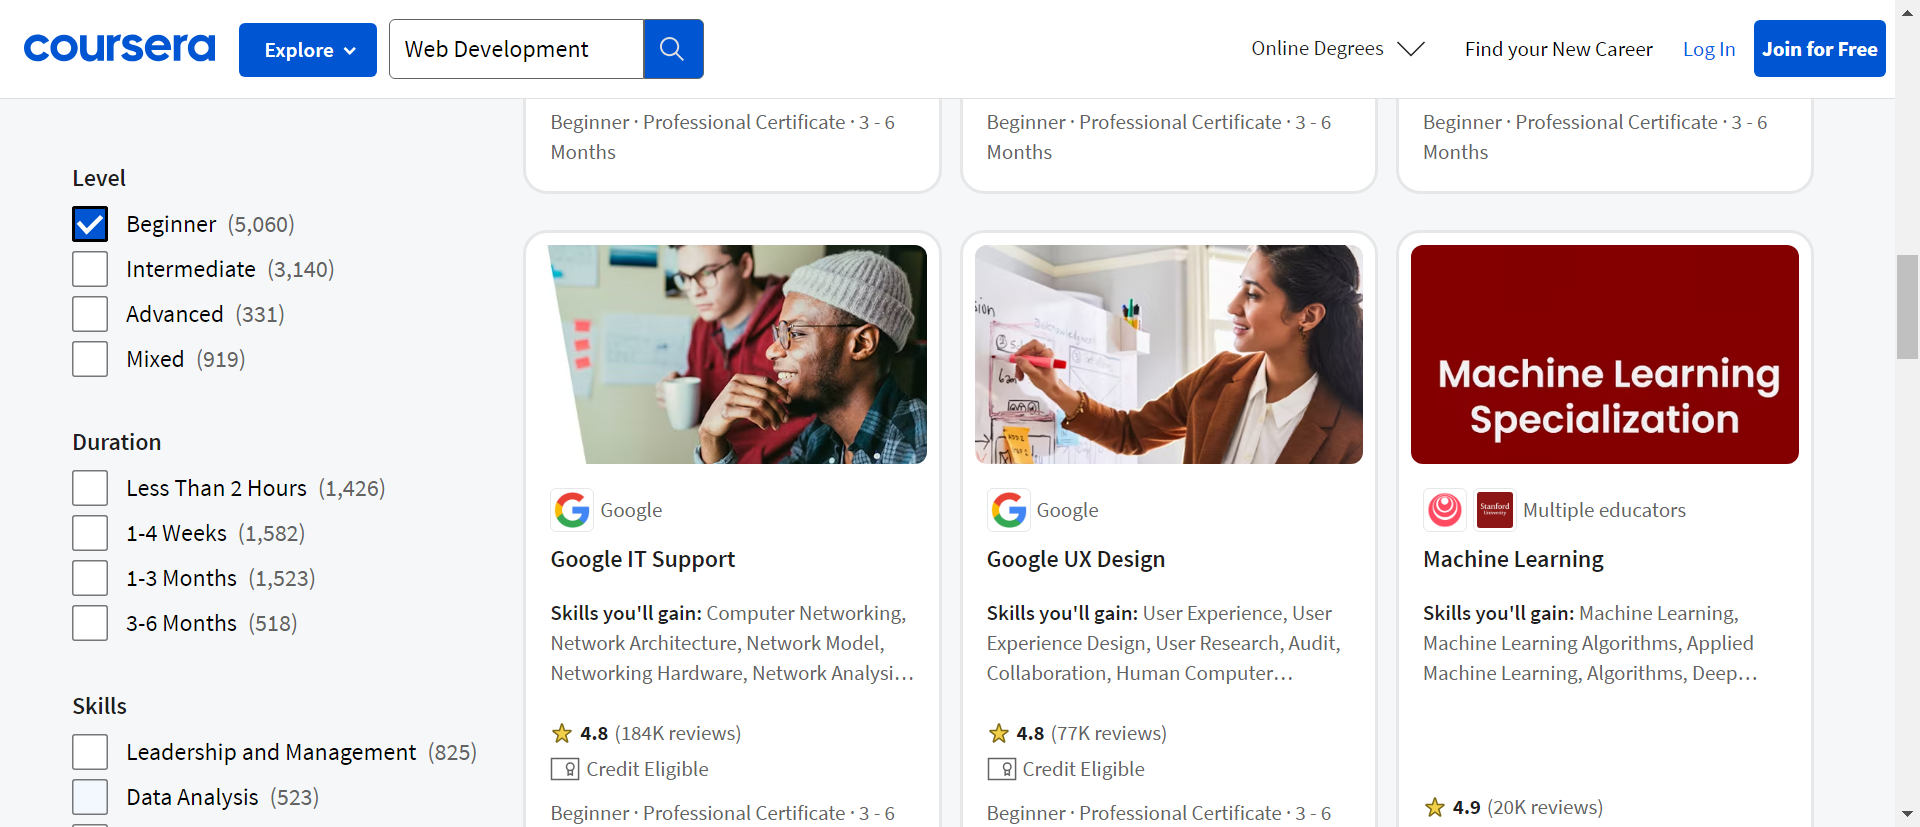 coursera
Explore
Web Development
Online Degrees
Find your New Career
Log In
Join for Free
Level
Beginner (5,060)
Intermediate (3,140)
Advanced (331)
Mixed (919)
Duration
Less Than 2 Hours (1,426)
1-4 Weeks (1,582)
1-3 Months (1,523)
3-6 Months (518)
Skills
Leadership and Management (825)
Data Analysis (523)
Beginner · Professional Certificate · 3 - 6
Months
Beginner · Professional Certificate · 3 - 6
Months
Beginner · Professional Certificate · 3 - 6
Months
Google
Google IT Support
Skills you'll gain: Computer Networking,
Network Architecture, Network Model,
Networking Hardware, Network Analysi...
4.8 (184K reviews)
Credit Eligible
Beginner · Professional Certificate · 3 - 6
Google
Google UX Design
Skills you'll gain: User Experience, User
Experience Design, User Research, Audit,
Collaboration, Human Computer...
4.8 (77K reviews)
Credit Eligible
Beginner · Professional Certificate · 3 - 6
Machine Learning
Specialization
Stanford
University
Multiple educators
Machine Learning
Skills you'll gain: Machine Learning,
Machine Learning Algorithms, Applied
Machine Learning, Algorithms, Deep...
4.9 (20K reviews)